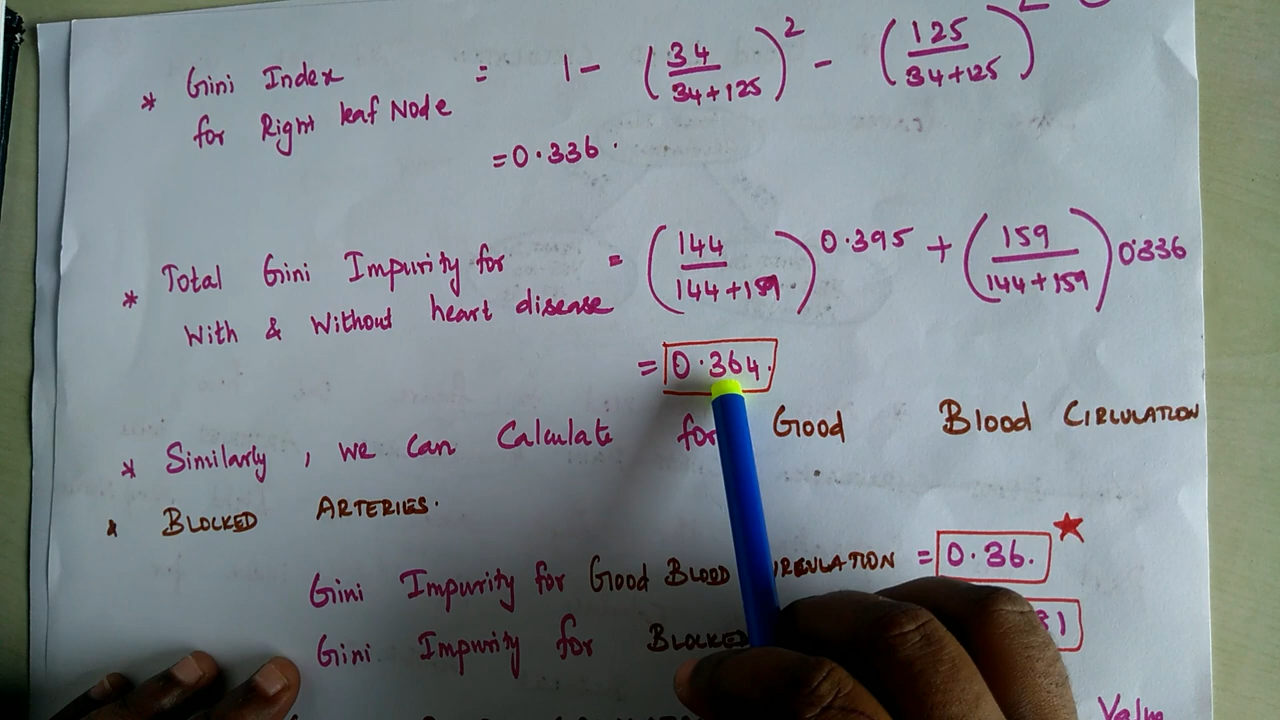 * Gini Index = 1 - (34/34+125)² - (125/34+125)²
for Right leaf Node
= 0.336.
* Total Gini Impurity for = (144/144+159) 0.395 + (159/144+159) 0.336
With & Without heart disease
= 0.364.
* Similarly, we can Calculate for Good Blood CIRCULATION
& BLOCKED ARTERIES.
Gini Impurity for Good BLOOD = 0.36.
Gini Impurity for BLOCKED
Value